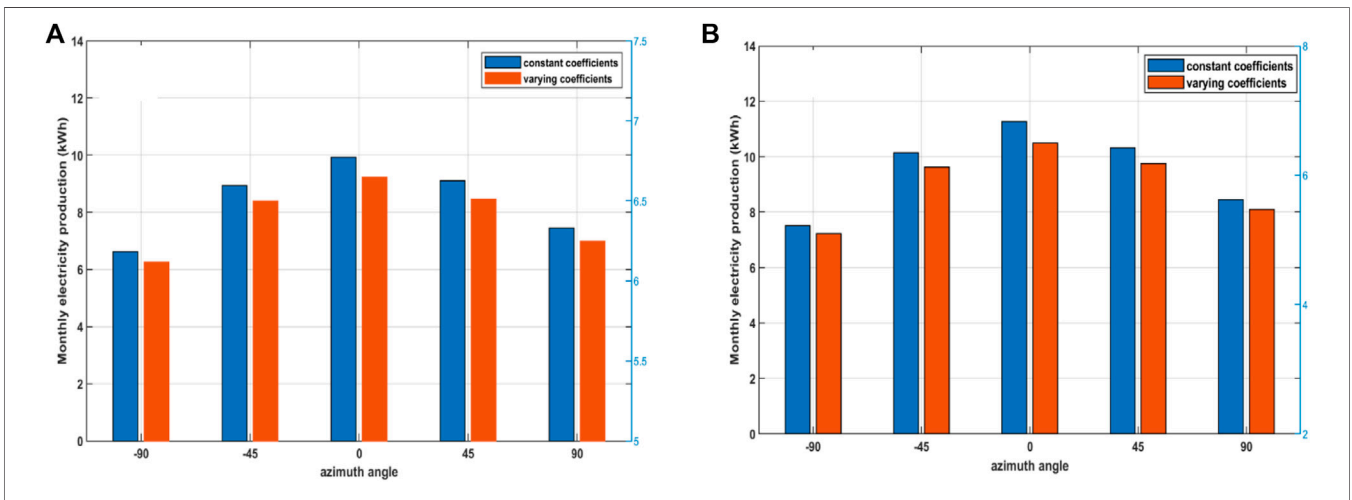 A
Monthly electricity production (kWh)
14
12
10
8
6
4
2
0
7.5
7
6.5
6
5.5
5
constant coefficients
varying coefficients
-90 -45 0 45 90
azimuth angle
B
Monthly electricity production (kWh)
14
12
10
8
6
4
2
0
8
6
4
2
constant coefficients
varying coefficients
-90 -45 0 45 90
azimuth angle